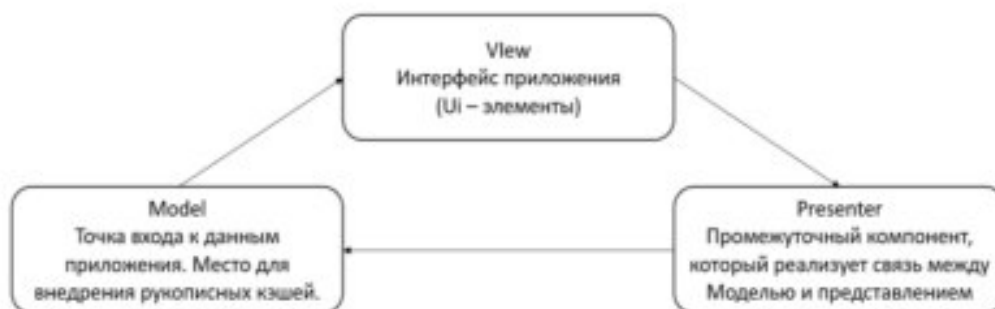 VIew
Интерфейс приложения
(Ui – элементы)
Model
Точка входа к данным
приложения. Место для
внедрения рукописных кэшей.
Presenter
Промежуточный компонент,
который реализует связь между
Моделью и представлением